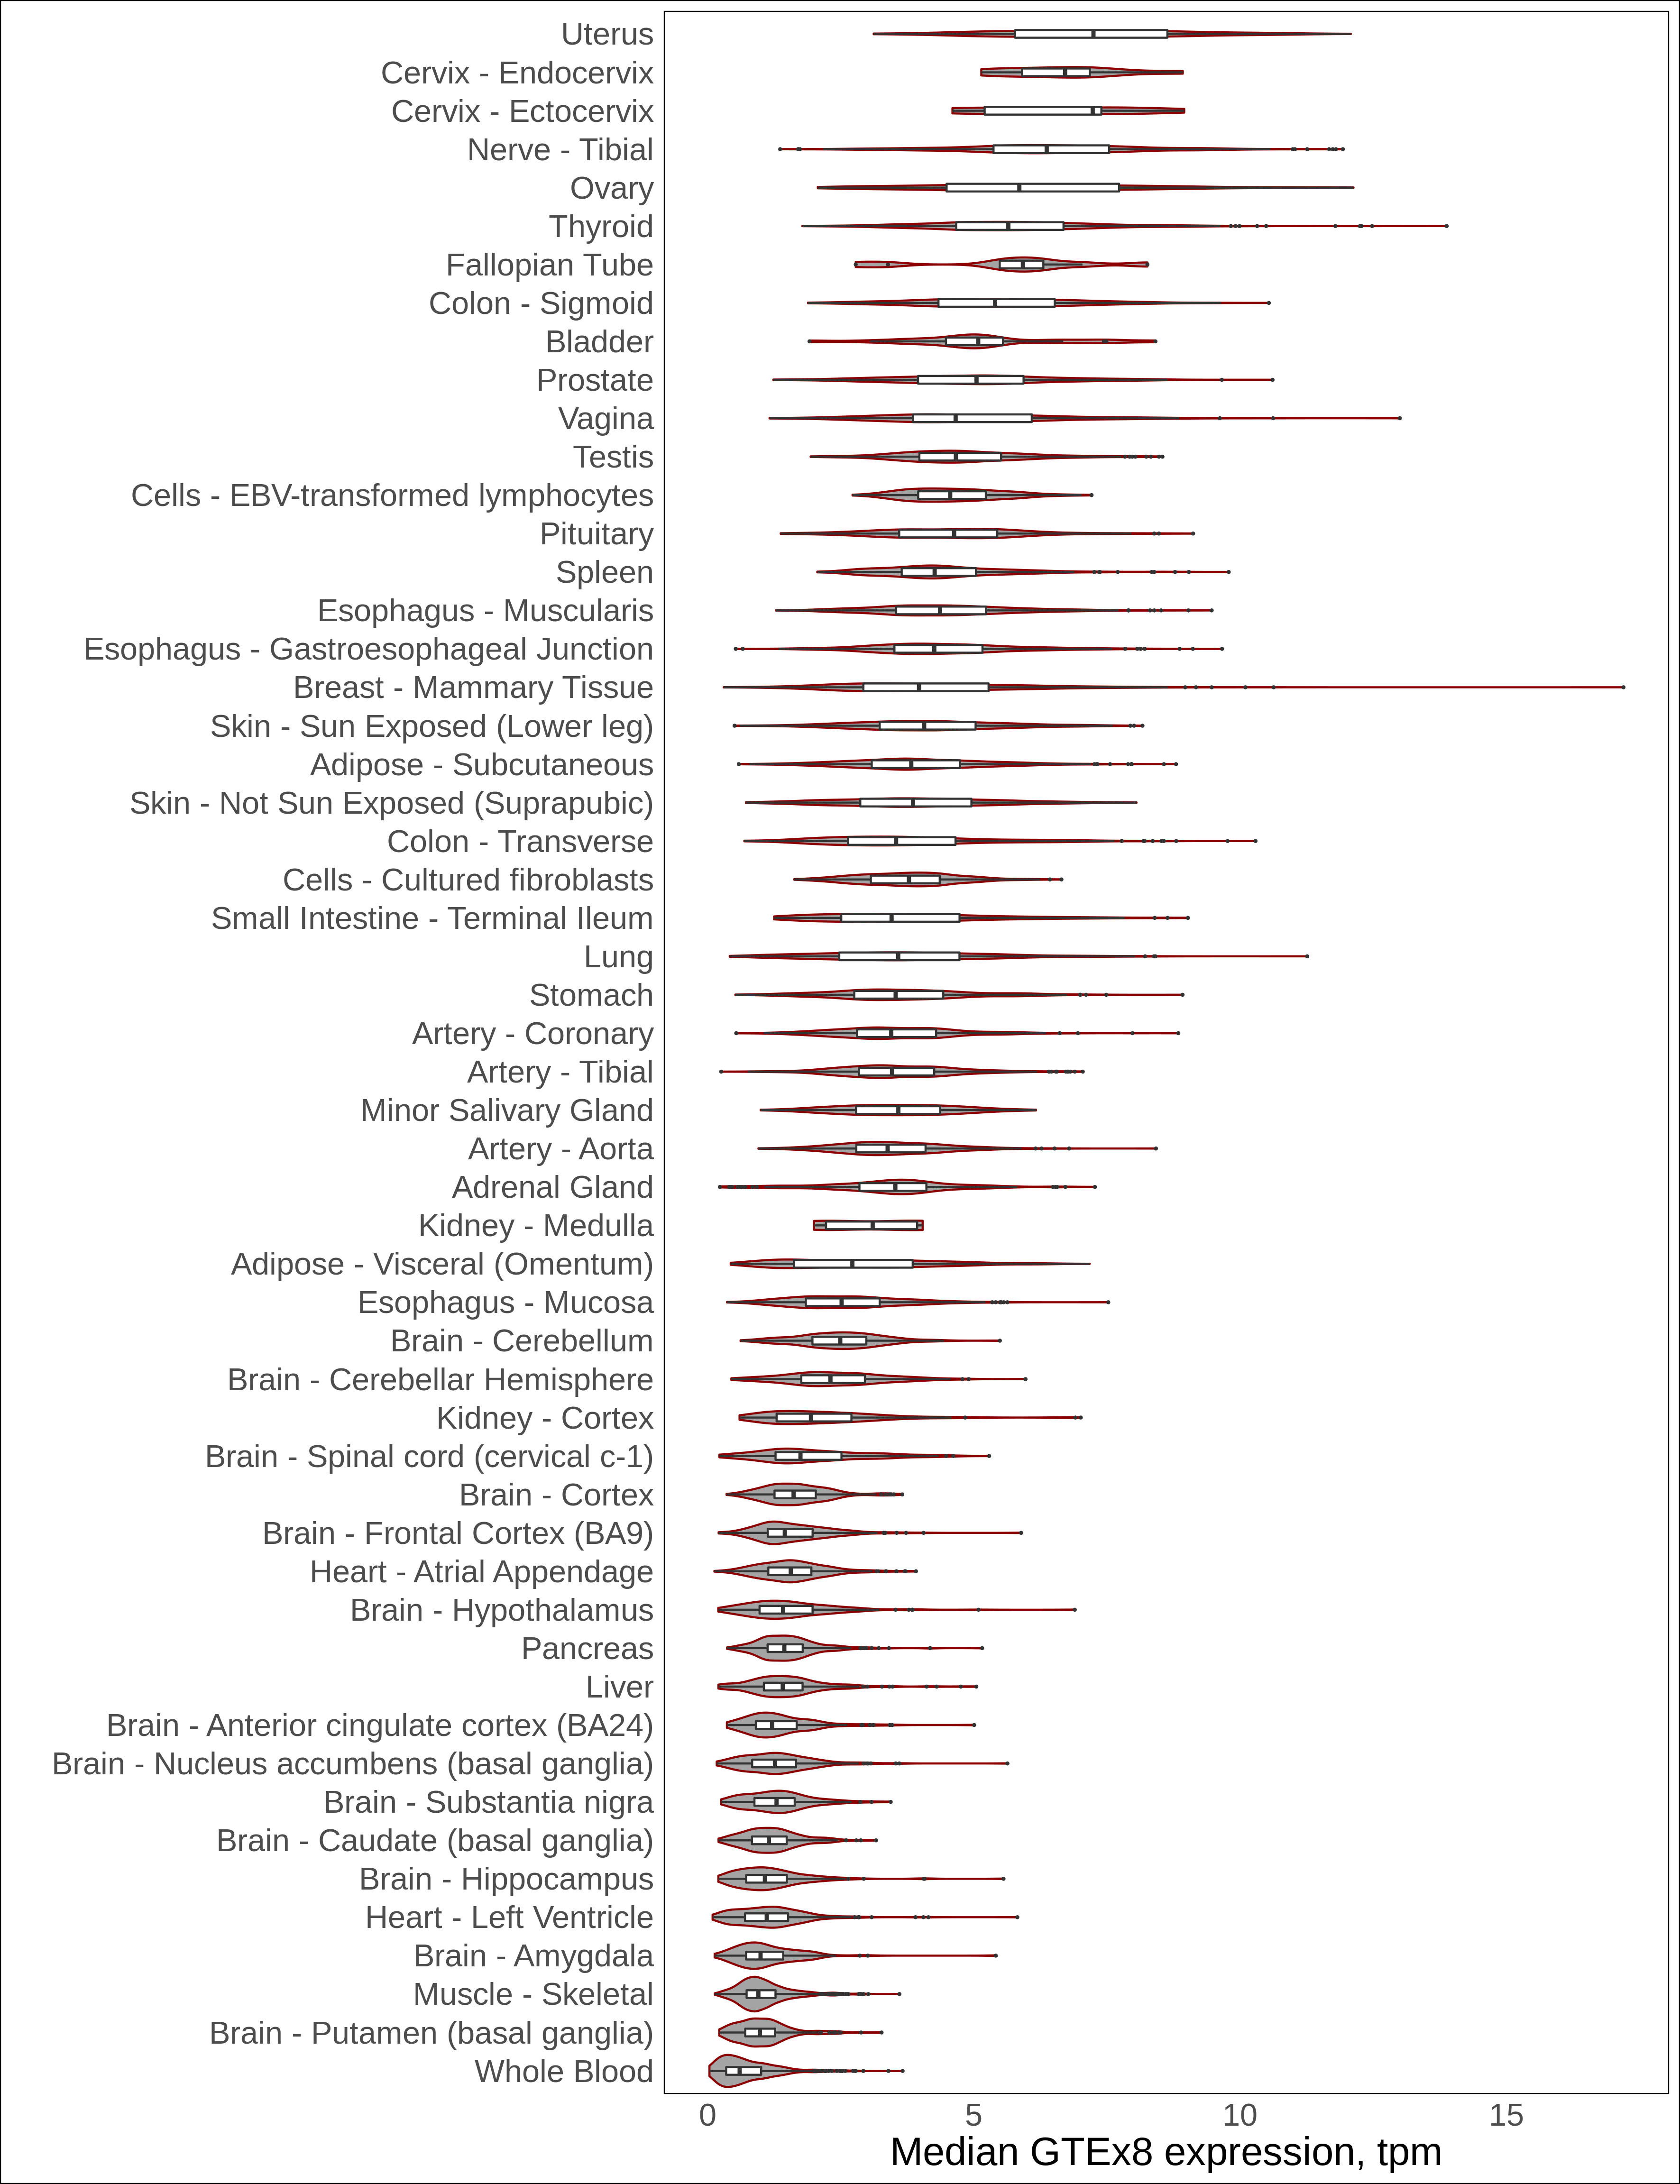 Uterus
Cervix - Endocervix
Cervix - Ectocervix
Nerve - Tibial
Ovary
Thyroid
Fallopian Tube
Colon - Sigmoid
Bladder
Prostate
Vagina
Testis
Cells - EBV-transformed lymphocytes
Pituitary
Spleen
Esophagus - Muscularis
Esophagus - Gastroesophageal Junction
Breast - Mammary Tissue
Skin - Sun Exposed (Lower leg)
Adipose - Subcutaneous
Skin - Not Sun Exposed (Suprapubic)
Colon - Transverse
Cells - Cultured fibroblasts
Small Intestine - Terminal Ileum
Lung
Stomach
Artery - Coronary
Artery - Tibial
Minor Salivary Gland
Artery - Aorta
Adrenal Gland
Kidney - Medulla
Adipose - Visceral (Omentum)
Esophagus - Mucosa
Brain - Cerebellum
Brain - Cerebellar Hemisphere
Kidney - Cortex
Brain - Spinal cord (cervical c-1)
Brain - Cortex
Brain - Frontal Cortex (BA9)
Heart - Atrial Appendage
Brain - Hypothalamus
Pancreas
Liver
Brain - Anterior cingulate cortex (BA24)
Brain - Nucleus accumbens (basal ganglia)
Brain - Substantia nigra
Brain - Caudate (basal ganglia)
Brain - Hippocampus
Heart - Left Ventricle
Brain - Amygdala
Muscle - Skeletal
Brain - Putamen (basal ganglia)
Whole Blood
0 5 10 15
Median GTEx8 expression, tpm